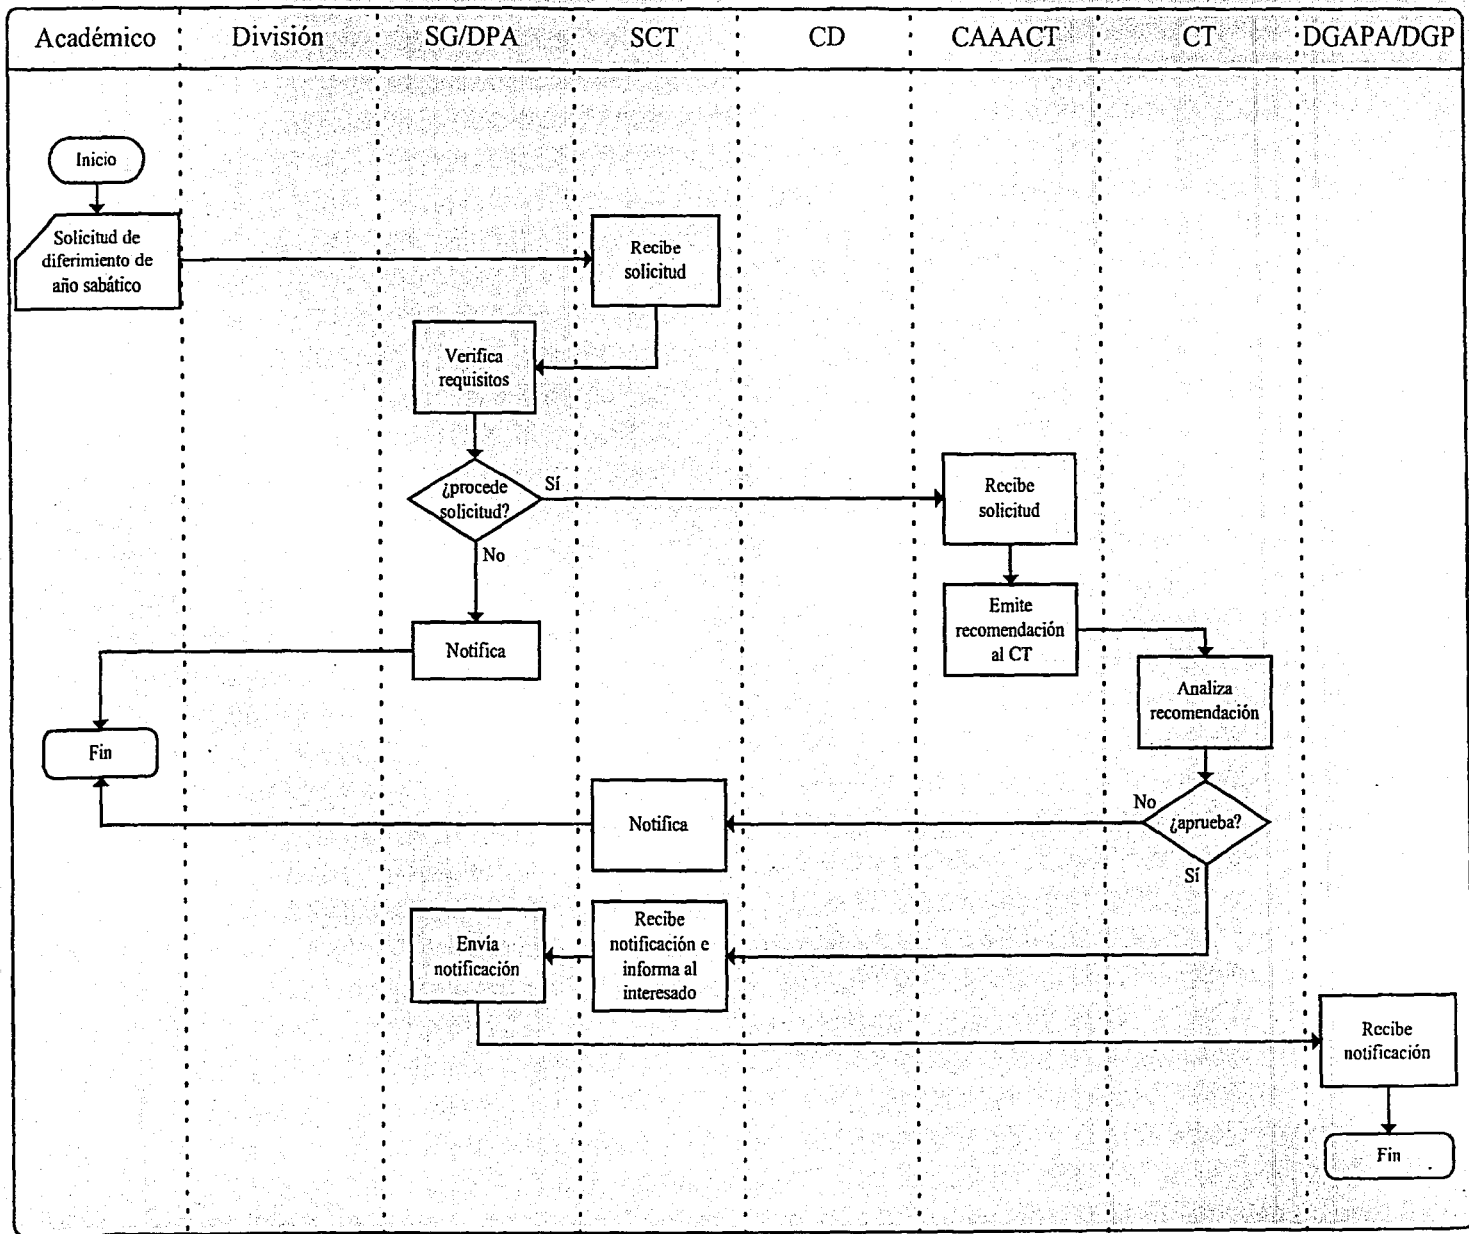 Académico División SG/DPA SCT CD CAAACT CT DGAPA/DGP
Inicio
Solicitud de
diferimiento de
año sabático
Recibe
solicitud
Verifica
requisitos
¿procede
solicitud?
Sí
No
Recibe
solicitud
Emite
recomendación
al CT
Notifica
Analiza
recomendación
Fin
Notifica
No
¿aprueba?
Sí
Envía
notificación
Recibe
notificación e
informa al
interesado
Recibe
notificación
Fin